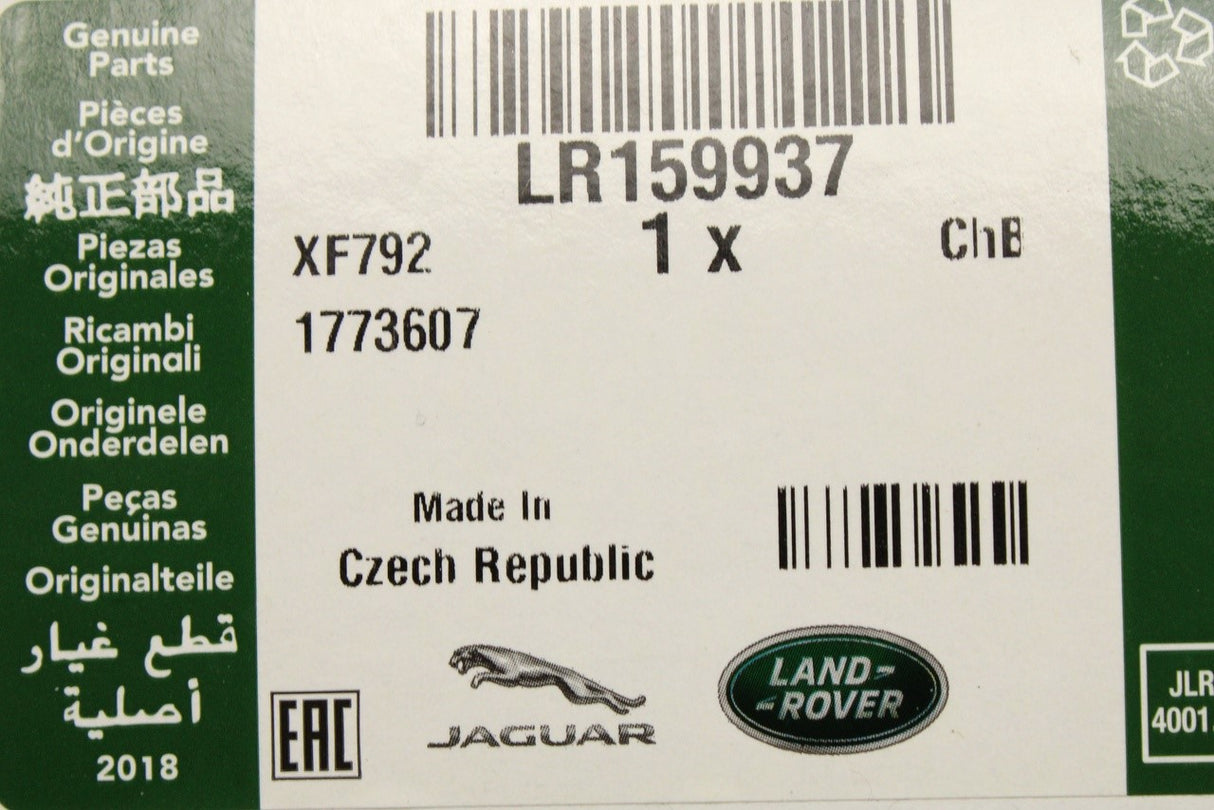 Genuine
Parts
Pièces
d'Origine
純正部品
Piezas
Originales
Ricambi
Originali
Originele
Onderdelen
Peças
Genuinas
Originalteile
قطع غيار
أصلية
2018
LR159937
XF792
1 x
ChB
1773607
Made In
Czech Republic
EAC
JAGUAR
LAND-
-ROVER
JLR
4001.